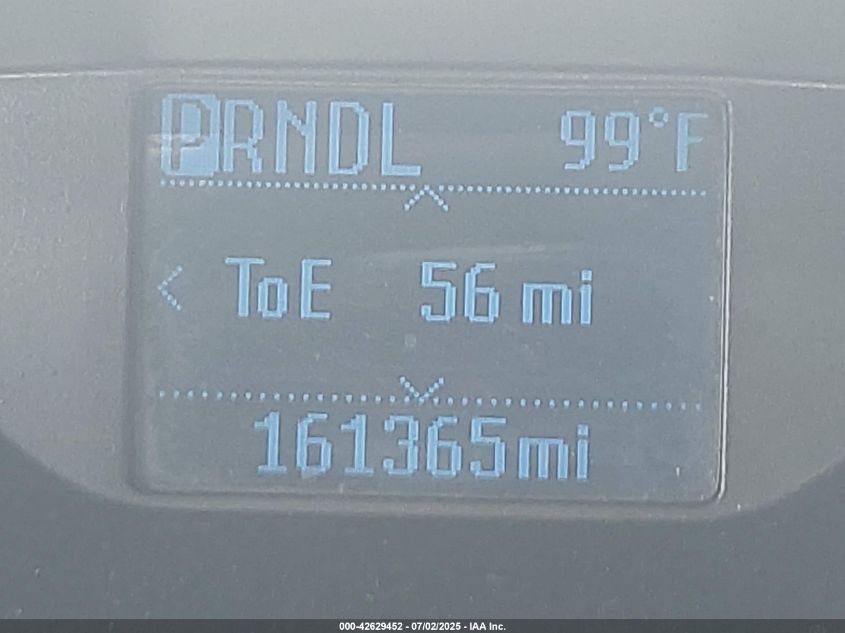 PRNDL 99°F
ToE 56 mi
161365mi
000-42629452 - 07/02/2025 - IAA Inc.